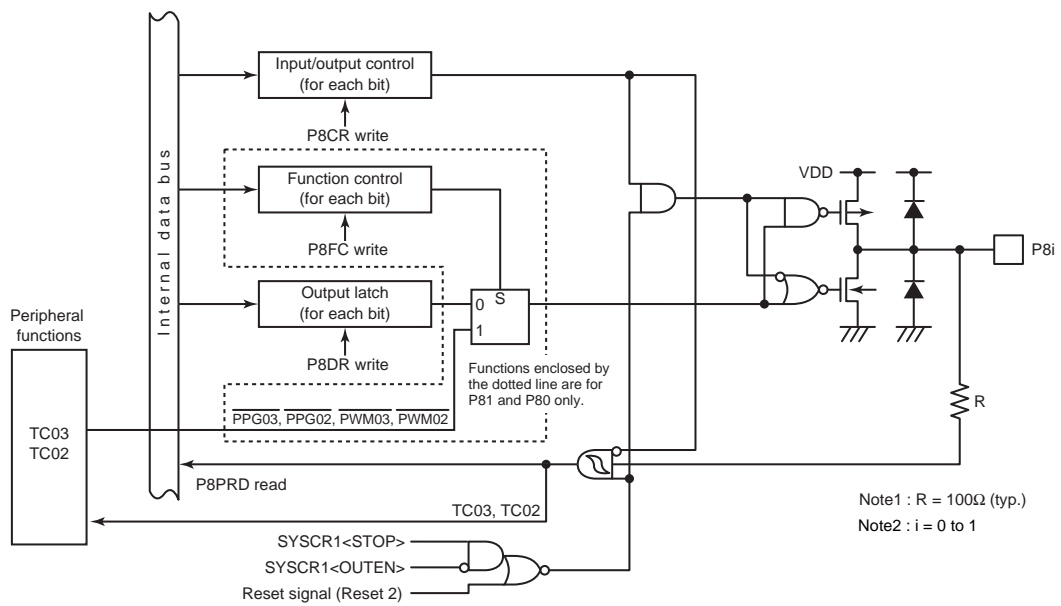 Input/output control
(for each bit)
P8CR write
Function control
(for each bit)
P8FC write
Output latch
(for each bit)
P8DR write
Internal data bus
Peripheral
functions
TC03
TC02
S
0
1
Functions enclosed by
the dotted line are for
P81 and P80 only.
PPG03, PPG02, PWM03, PWM02
P8PRD read
TC03, TC02
SYSCR1<STOP>
SYSCR1<OUTEN>
Reset signal (Reset 2)
VDD
P8i
R
Note1 : R = 100Ω (typ.)
Note2 : i = 0 to 1